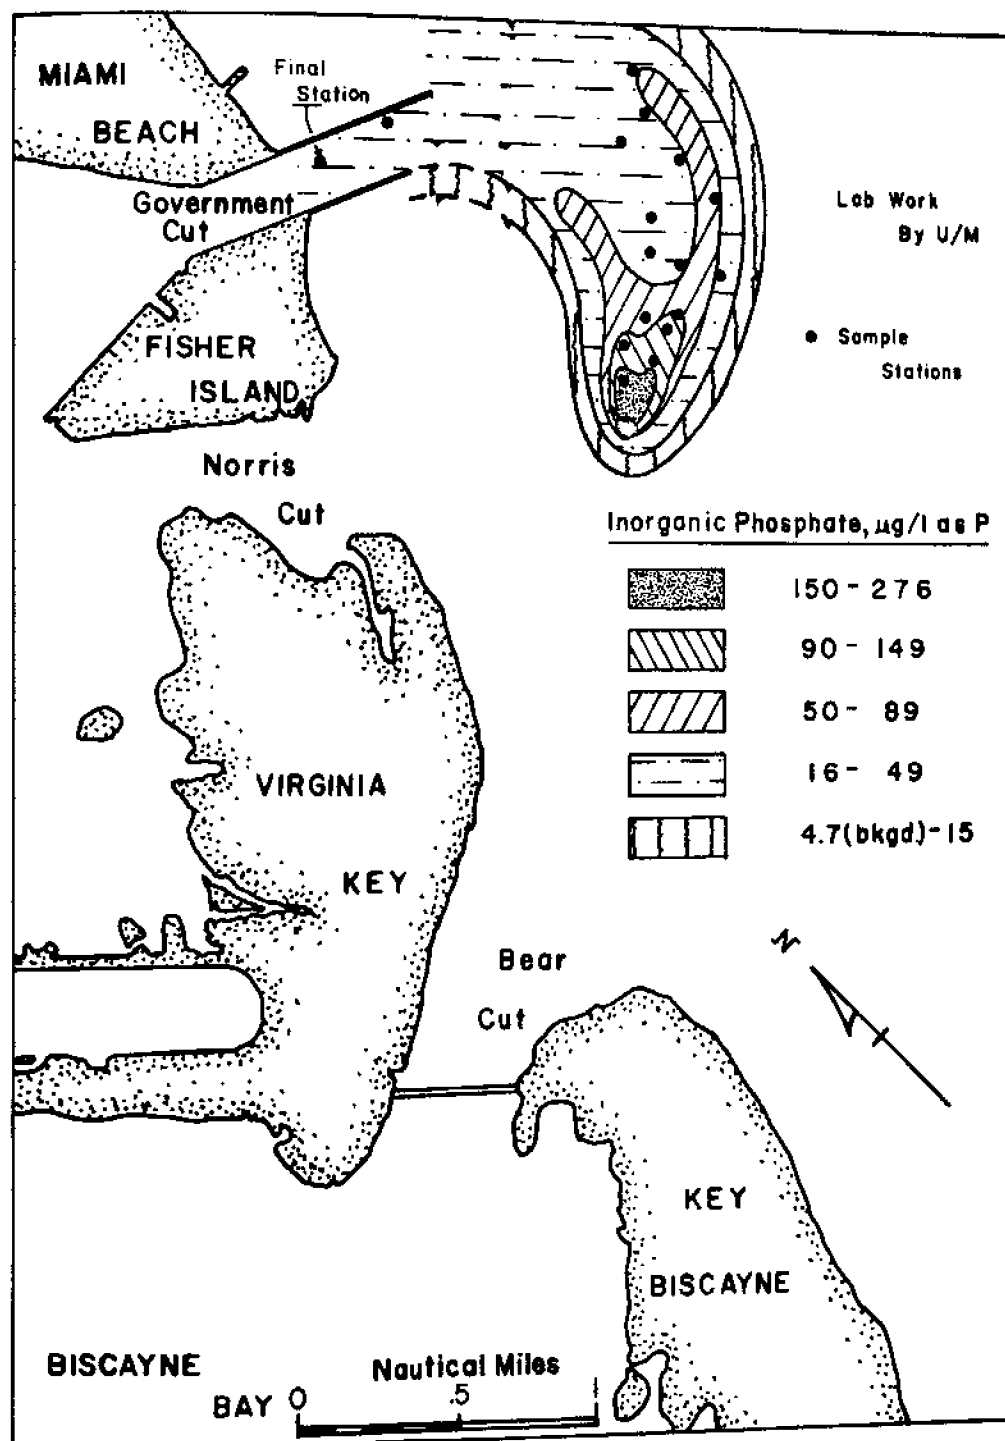 MIAMI
BEACH
Final
Station
Government
Cut
Lab Work
By U/M
FISHER
ISLAND
Sample
Stations
Norris
Cut
Inorganic Phosphate, µg/l as P
150 - 276
90 - 149
50 - 89
16 - 49
4.7(bkgd.)-15
VIRGINIA
KEY
N
Bear
Cut
KEY
BISCAYNE
BISCAYNE
BAY
Nautical Miles
0 .5